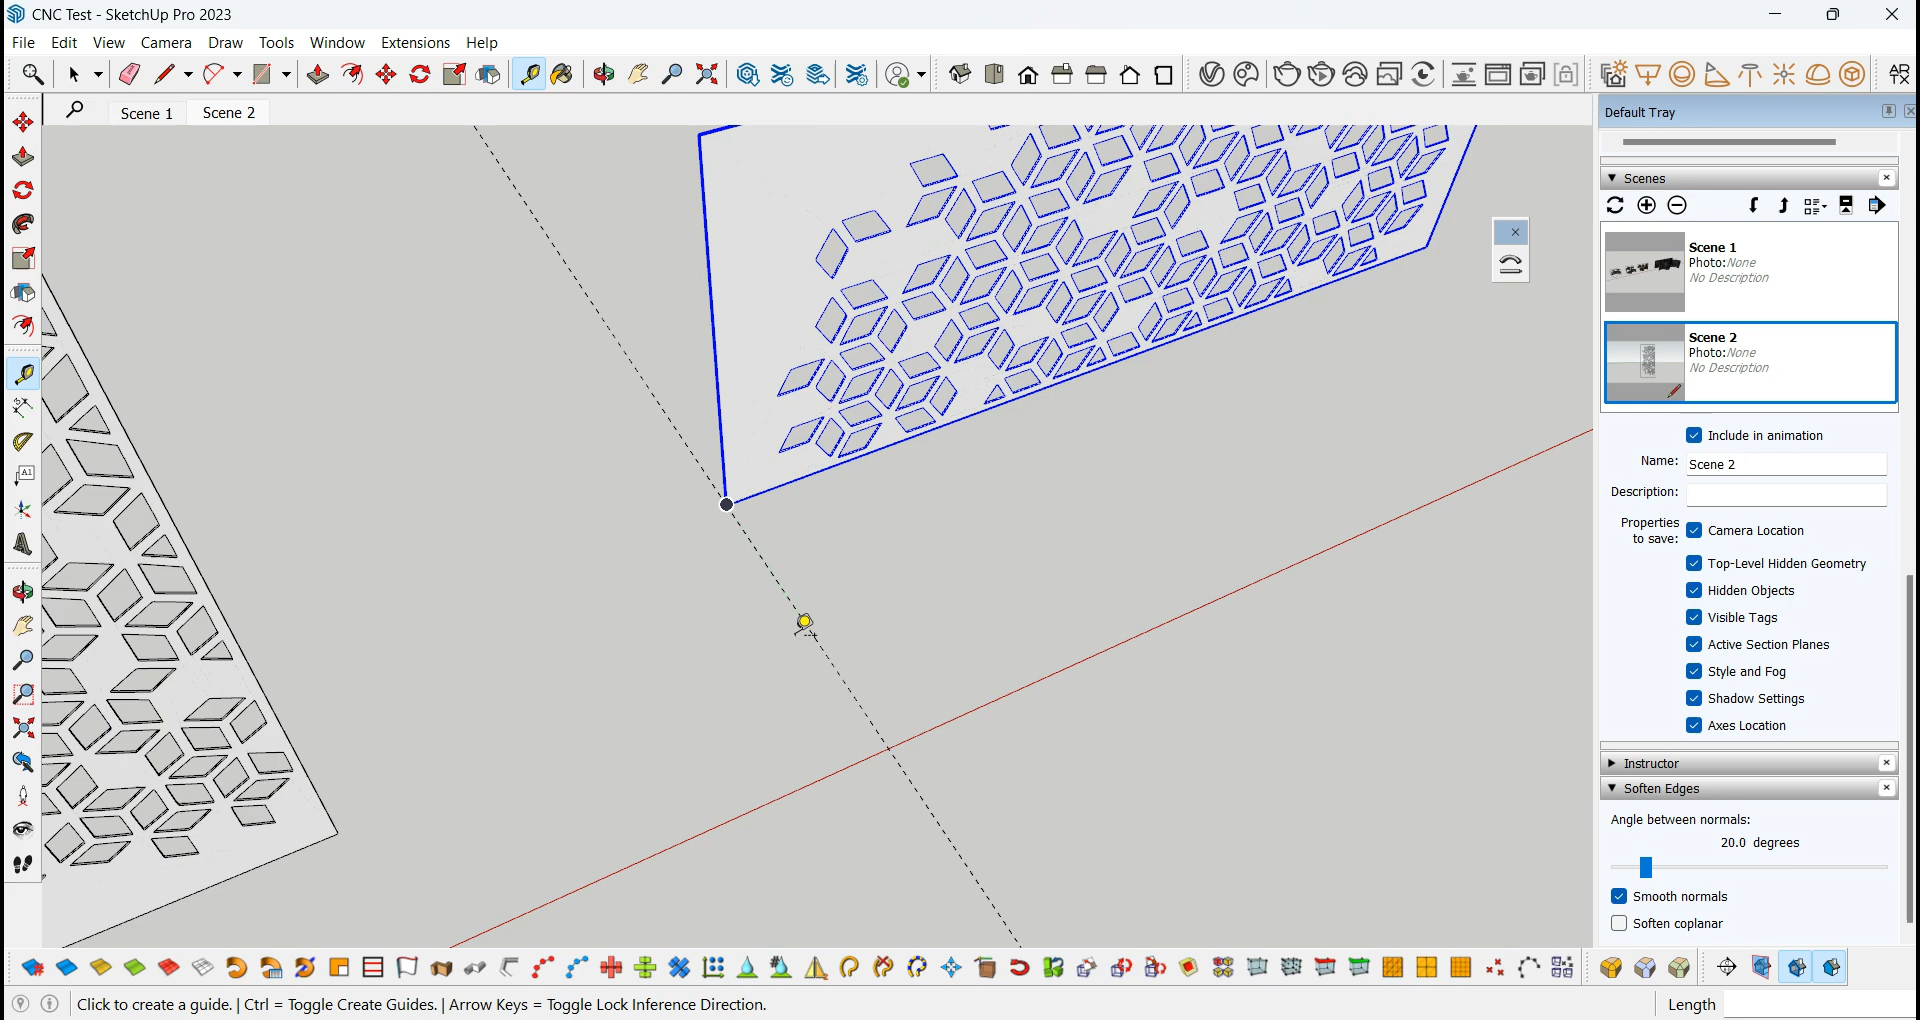 CNC Test - SketchUp Pro 2023
File Edit View Camera Draw Tools Window Extensions Help
AR
TX
Scene 1 Scene 2
Default Tray
Scenes
Scene 1
Photo:None
No Description
Scene 2
Photo:None
No Description
Include in animation
Name: Scene 2
Description:
Properties
to save:
Camera Location
Top-Level Hidden Geometry
Hidden Objects
Visible Tags
Active Section Planes
Style and Fog
Shadow Settings
Axes Location
Instructor
Soften Edges
Angle between normals:
20.0 degrees
Smooth normals
Soften coplanar
A1
Click to create a guide. | Ctrl = Toggle Create Guides. | Arrow Keys = Toggle Lock Inference Direction.
Length